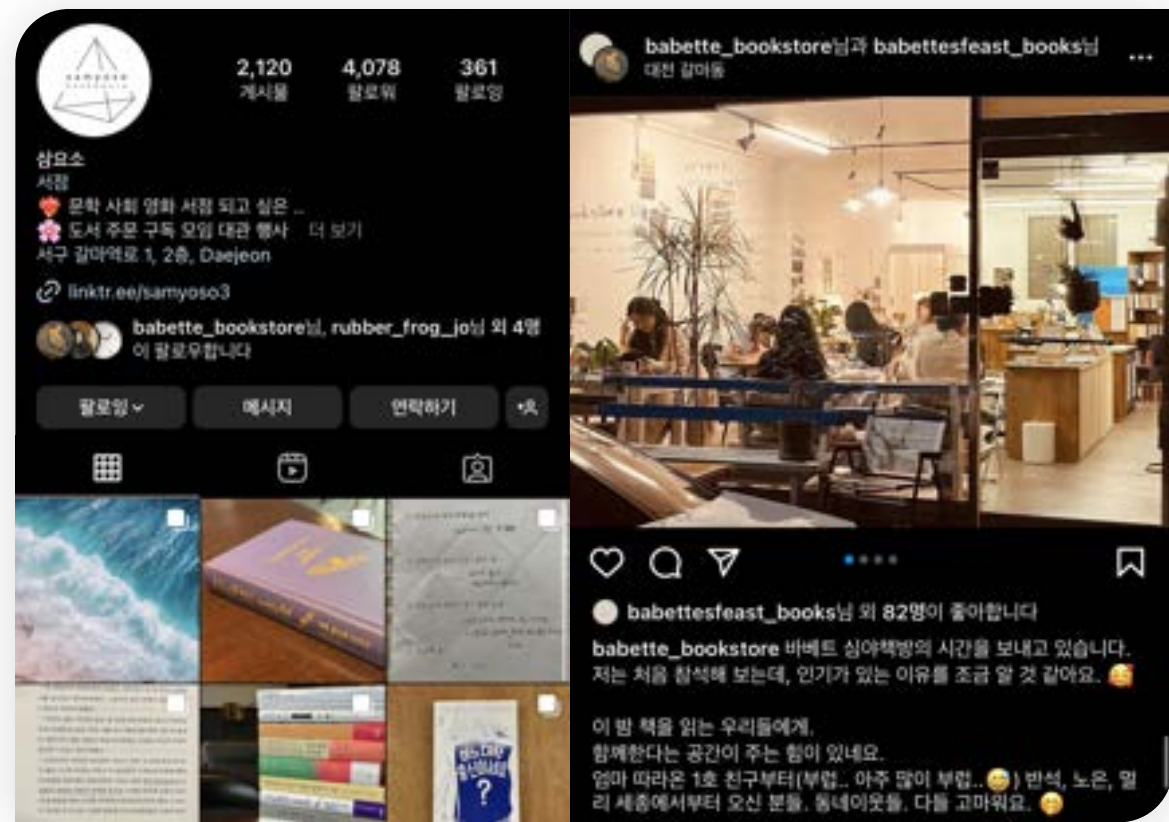 samyoso
2,120
게시물
4,078
팔로워
361
팔로잉
삼요소
서점
문학 사회 영화 서점 되고 싶은 ...
도서 주문 구독 모임 대관 행사 더 보기
서구 갈마역로 1, 2층, Daejeon
linktr.ee/samyoso3
babette_bookstore님, rubber_frog_jo님 외 4명
이 팔로우합니다
팔로잉
메시지
연락하기
babette_bookstore님과 babettesfeast_books님
대전 갈마동
babettesfeast_books님 외 82명이 좋아합니다
babette_bookstore 바베트 심야책방의 시간을 보내고 있습니다.
저는 처음 참석해 보는데, 인기가 있는 이유를 조금 알 것 같아요. 🥰
이 밤 책을 읽는 우리들에게.
함께한다는 공간이 주는 힘이 있네요.
엄마 따라온 1호 친구부터(부럽.. 아주 많이 부럽.. 😅) 반석, 노은, 멀
리 세종에서부터 오신 분들. 동네이웃들. 다들 고마워요. 🤗